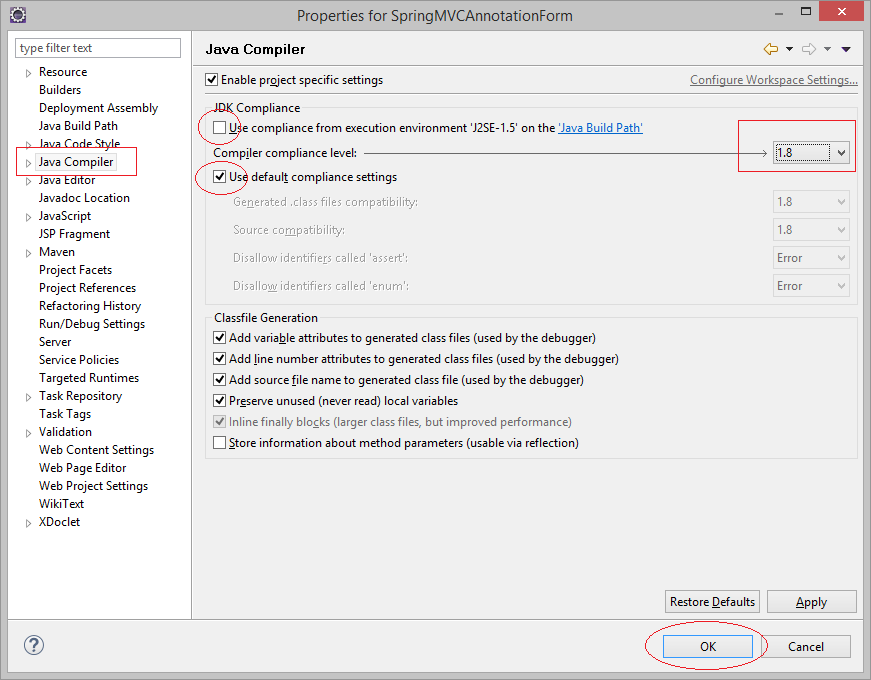 Properties for SpringMVCAnnotationForm
type filter text
Resource
Builders
Deployment Assembly
Java Build Path
Java Code Style
Java Compiler
Java Editor
Javadoc Location
JavaScript
JSP Fragment
Maven
Project Facets
Project References
Refactoring History
Run/Debug Settings
Server
Service Policies
Targeted Runtimes
Task Repository
Task Tags
Validation
Web Content Settings
Web Page Editor
Web Project Settings
WikiText
XDoclet
Java Compiler
Enable project specific settings Configure Workspace Settings...
JDK Compliance
Use compliance from execution environment 'J2SE-1.5' on the 'Java Build Path'
Compiler compliance level: 1.8
Use default compliance settings
Generated .class files compatibility: 1.8
Source compatibility: 1.8
Disallow identifiers called 'assert': Error
Disallow identifiers called 'enum': Error
Classfile Generation
Add variable attributes to generated class files (used by the debugger)
Add line number attributes to generated class files (used by the debugger)
Add source file name to generated class file (used by the debugger)
Preserve unused (never read) local variables
Inline finally blocks (larger class files, but improved performance)
Store information about method parameters (usable via reflection)
Restore Defaults Apply
? OK Cancel